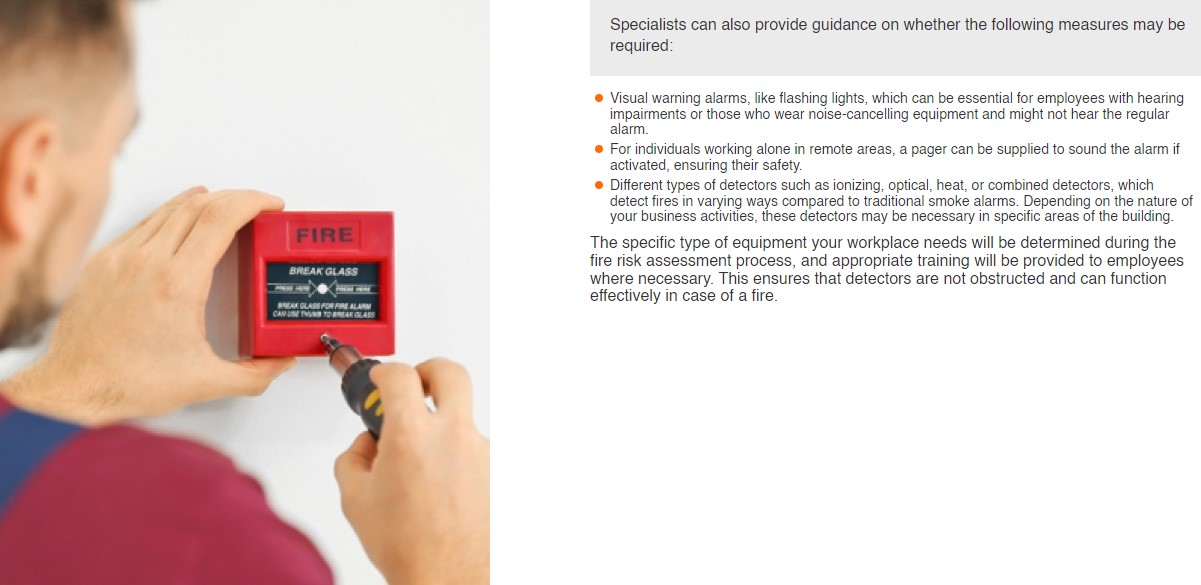 Specialists can also provide guidance on whether the following measures may be
required:
Visual warning alarms, like flashing lights, which can be essential for employees with hearing
impairments or those who wear noise-cancelling equipment and might not hear the regular
alarm.
For individuals working alone in remote areas, a pager can be supplied to sound the alarm if
activated, ensuring their safety.
Different types of detectors such as ionizing, optical, heat, or combined detectors, which
detect fires in varying ways compared to traditional smoke alarms. Depending on the nature of
your business activities, these detectors may be necessary in specific areas of the building.
The specific type of equipment your workplace needs will be determined during the
fire risk assessment process, and appropriate training will be provided to employees
where necessary. This ensures that detectors are not obstructed and can function
effectively in case of a fire.
FIRE
BREAK GLASS
PRESS HERE PRESS HERE
BREAK GLASS FOR FIRE ALARM
CAN USE THUMB TO BREAK GLASS